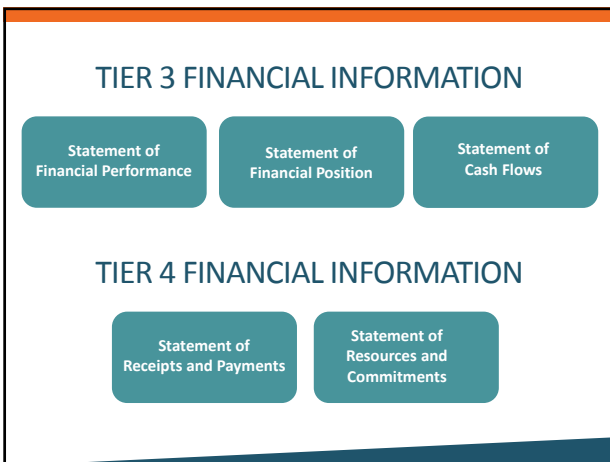 TIER 3 FINANCIAL INFORMATION
Statement of
Financial Performance
Statement of
Financial Position
Statement of
Cash Flows
TIER 4 FINANCIAL INFORMATION
Statement of
Receipts and Payments
Statement of
Resources and
Commitments